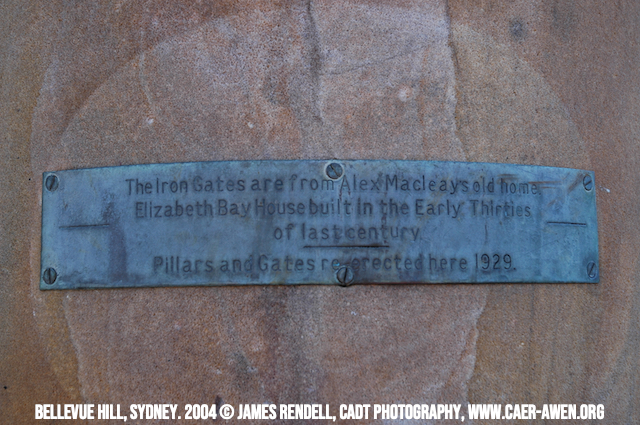 The Iron Gates are from Alex Macleays old home
Elizabeth Bay House built in the Early Thirties
of last century.
Pillars and Gates re-erected here 1929.
BELLEVUE HILL, SYDNEY. 2004 © JAMES RENDELL, CADT PHOTOGRAPHY, WWW.CAER-AWEN.ORG